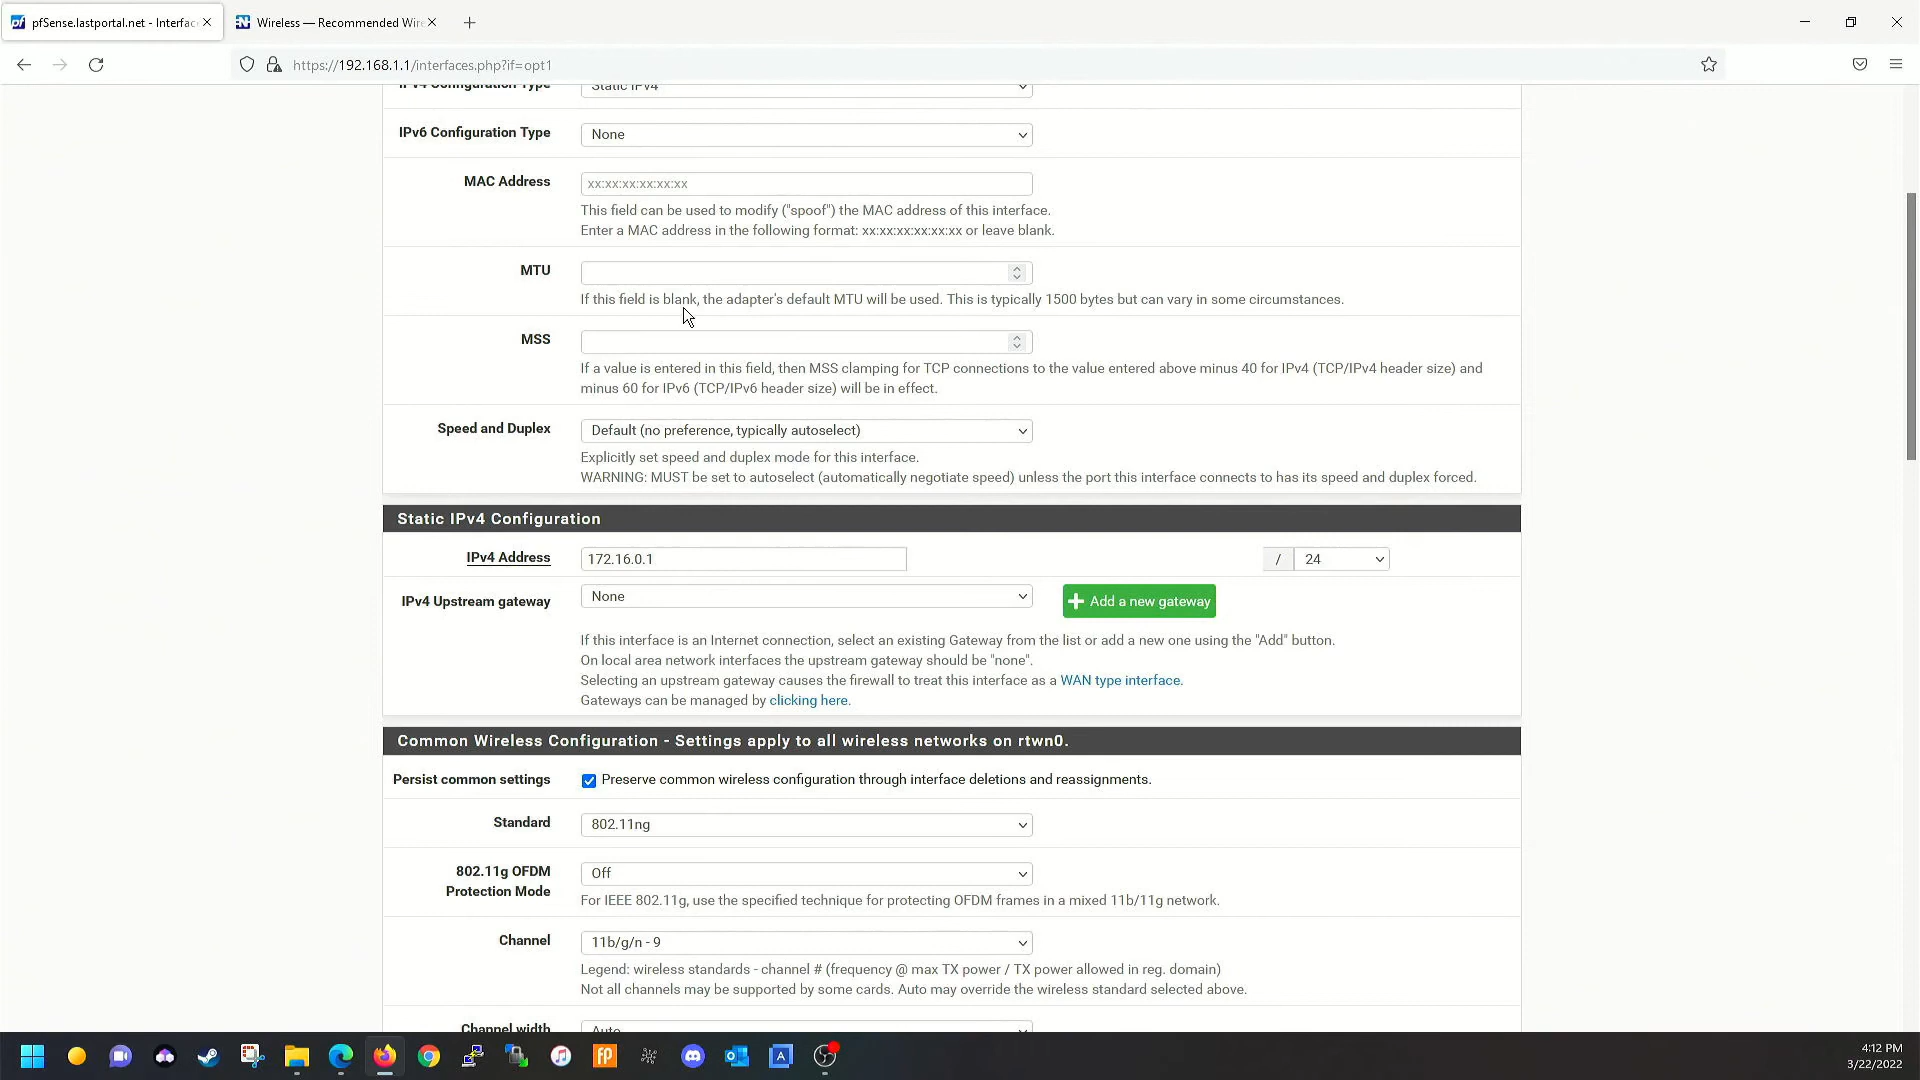 pfSense.lastportal.net - Interfac
Wireless — Recommended Wire
https://192.168.1.1/interfaces.php?if=opt1
IPv4 Configuration Type
Static IPv4
IPv6 Configuration Type
None
MAC Address
xx:xx:xx:xx:xx:xx
This field can be used to modify ("spoof") the MAC address of this interface.
Enter a MAC address in the following format: xx:xx:xx:xx:xx:xx or leave blank.
MTU
If this field is blank, the adapter's default MTU will be used. This is typically 1500 bytes but can vary in some circumstances.
MSS
If a value is entered in this field, then MSS clamping for TCP connections to the value entered above minus 40 for IPv4 (TCP/IPv4 header size) and
minus 60 for IPv6 (TCP/IPv6 header size) will be in effect.
Speed and Duplex
Default (no preference, typically autoselect)
Explicitly set speed and duplex mode for this interface.
WARNING: MUST be set to autoselect (automatically negotiate speed) unless the port this interface connects to has its speed and duplex forced.
Static IPv4 Configuration
IPv4 Address
172.16.0.1
/ 24
IPv4 Upstream gateway
None
Add a new gateway
If this interface is an Internet connection, select an existing Gateway from the list or add a new one using the "Add" button.
On local area network interfaces the upstream gateway should be "none".
Selecting an upstream gateway causes the firewall to treat this interface as a WAN type interface.
Gateways can be managed by clicking here.
Common Wireless Configuration - Settings apply to all wireless networks on rtwn0.
Persist common settings
Preserve common wireless configuration through interface deletions and reassignments.
Standard
802.11ng
802.11g OFDM
Protection Mode
Off
For IEEE 802.11g, use the specified technique for protecting OFDM frames in a mixed 11b/11g network.
Channel
11b/g/n - 9
Legend: wireless standards - channel # (frequency @ max TX power / TX power allowed in reg. domain)
Not all channels may be supported by some cards. Auto may override the wireless standard selected above.
Channel width
Auto
4:12 PM
3/22/2022